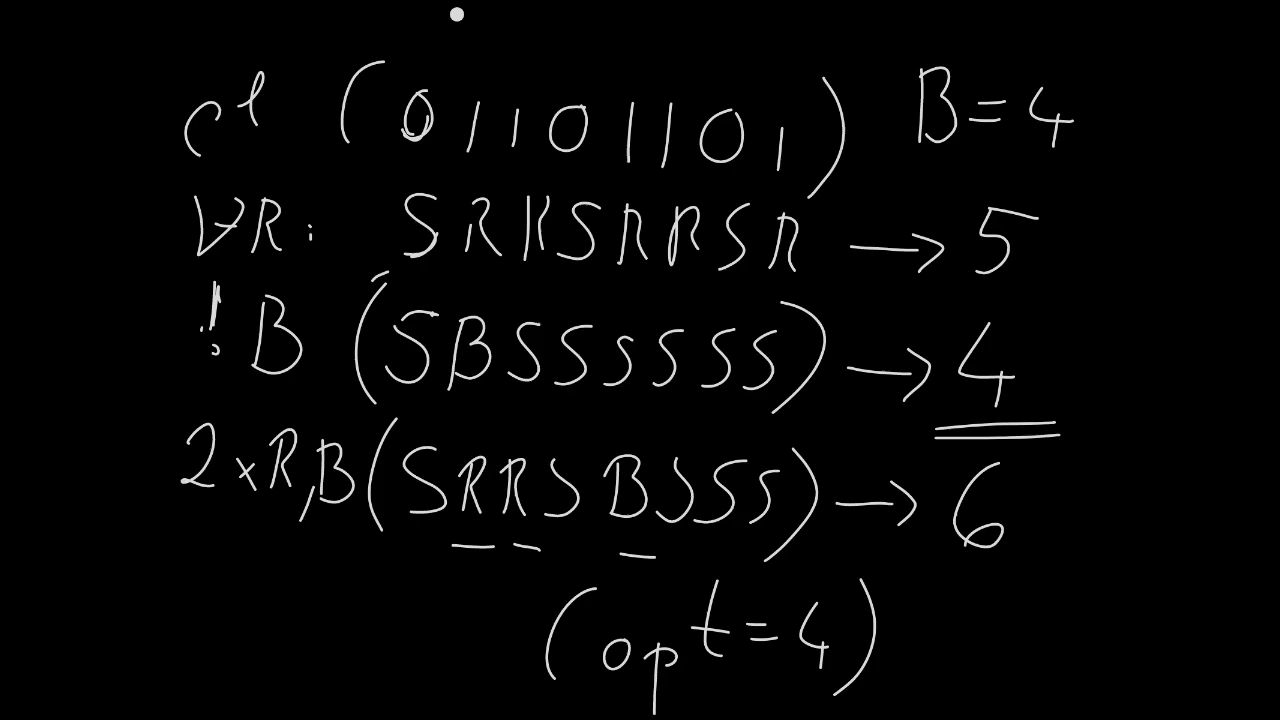 (01101101) B=4
∀R: SRRSRRSR → 5
! B (SBSSSSSS) → 4
2×R,B(SRRSBSSS) → 6
(opt=4)